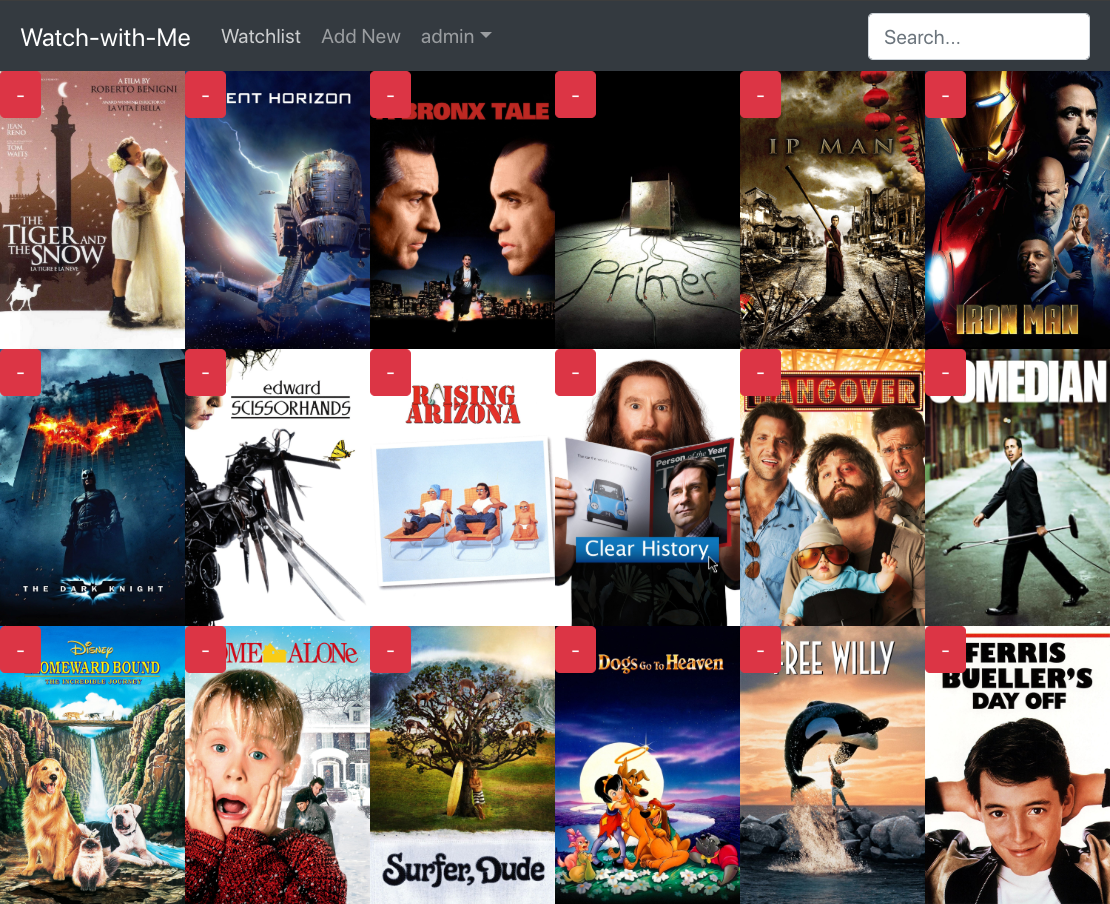 Watch-with-Me Watchlist Add New admin Search...
-
A FILM BY
ROBERTO BENIGNI
LA VITA È BELLA
JEAN
RENO
TOM
WAITS
THE
TIGER AND
THE SNOW
LA TIGRE E LA NEVE
-
ENT HORIZON
-
BRONX TALE
-
Primer
-
IP MAN
-
IRON MAN
-
THE DARK KNIGHT
-
edward
SCISSORHANDS
-
RAISING
ARIZONA
-
Person of the Year
Clear History
-
HANGOVER
-
OMEDIAN
-
Disney
OMEWARD BOUND
THE INCREDIBLE JOURNEY
-
ME ALONe
-
Surfer, Dude
-
Dogs Go To Heaven
-
FREE WILLY
-
FERRIS
BUELLER'S
DAY OFF